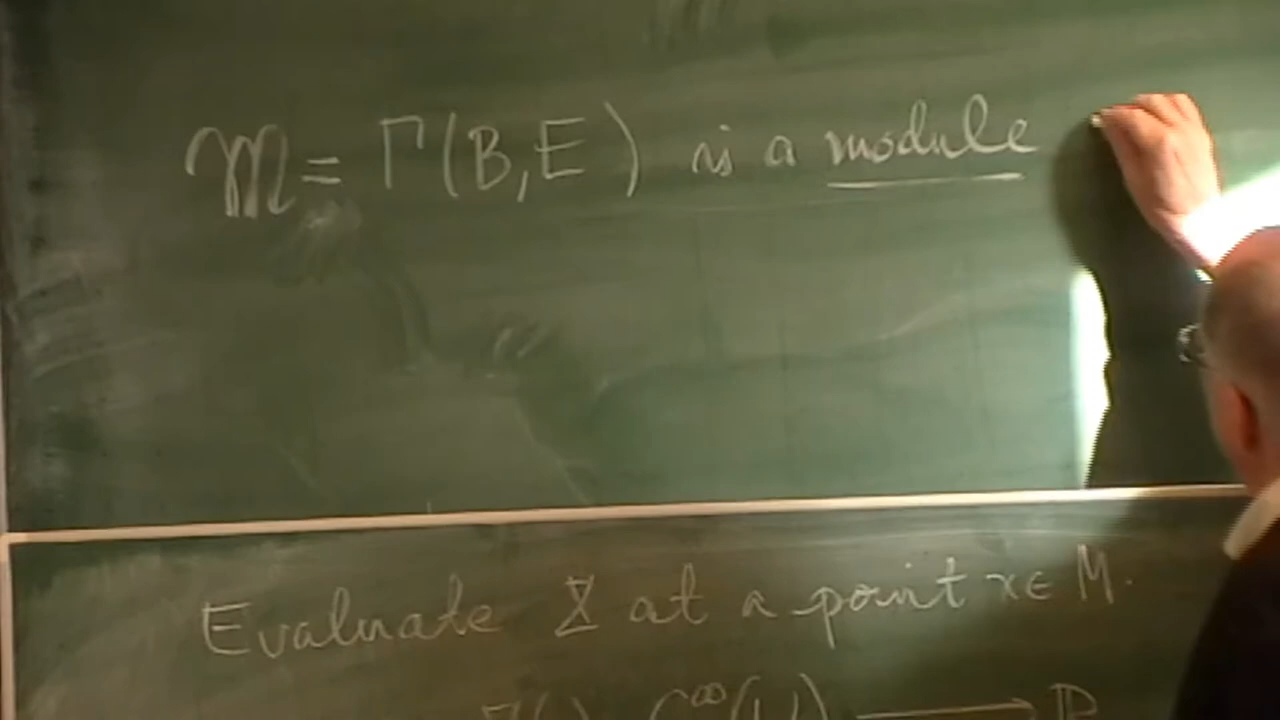 𝔐 = Γ(B,E) is a module
Evaluate X at a point x ∈ M.
C^∞(M) ⟶ ℝ